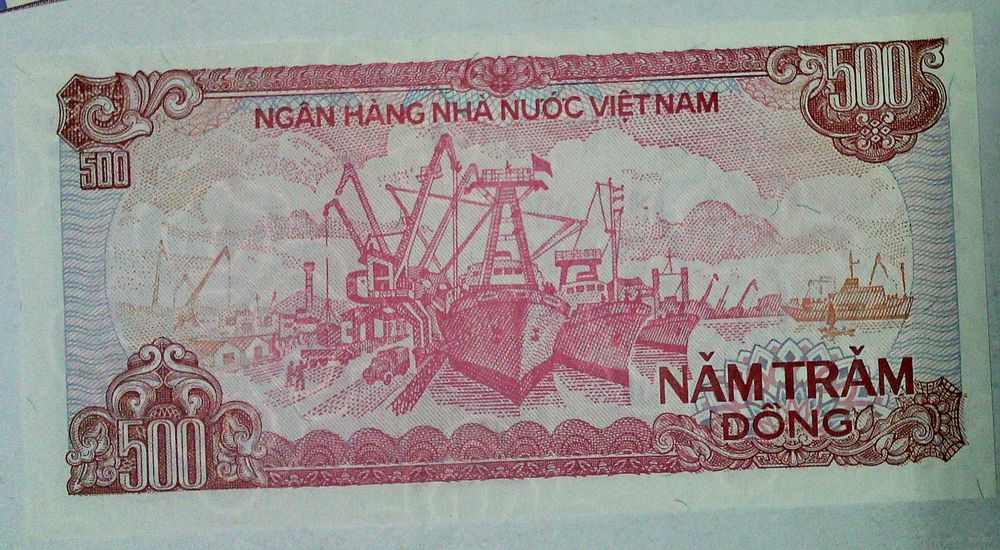 500
NGÂN HÀNG NHÀ NƯỚC VIỆT NAM
500
NĂM TRĂM
ĐỒNG
500